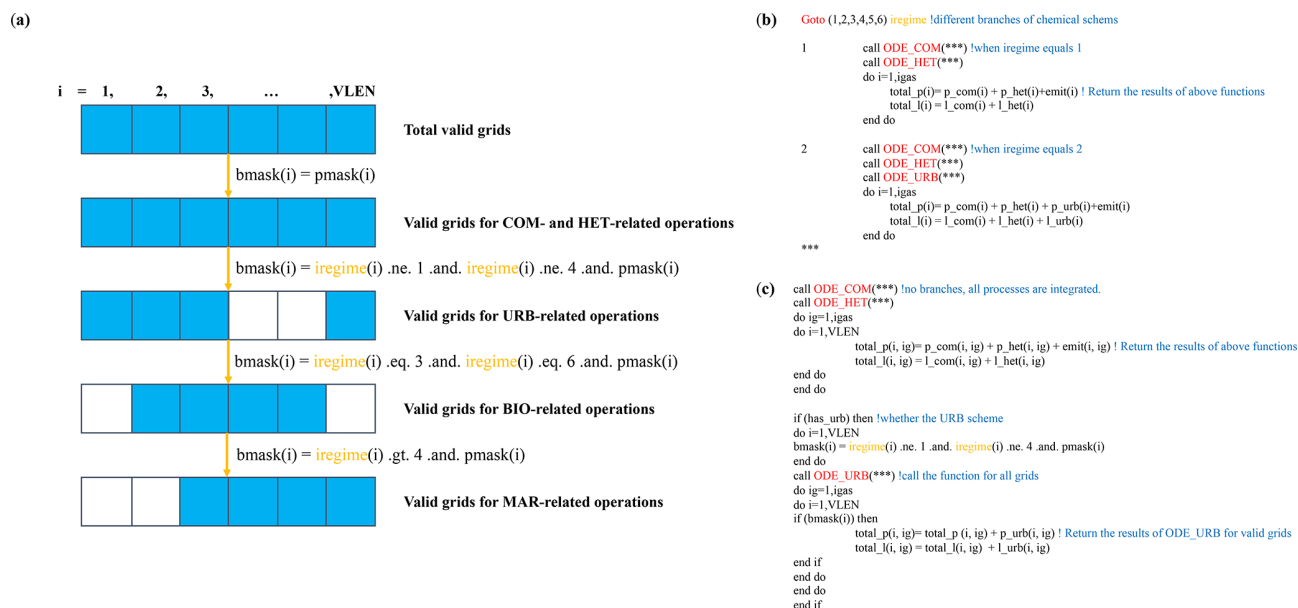 (a)
i = 1, 2, 3, ... ,VLEN
Total valid grids
bmask(i) = pmask(i)
Valid grids for COM- and HET-related operations
bmask(i) = iregime(i) .ne. 1 .and. iregime(i) .ne. 4 .and. pmask(i)
Valid grids for URB-related operations
bmask(i) = iregime(i) .eq. 3 .and. iregime(i) .eq. 6 .and. pmask(i)
Valid grids for BIO-related operations
bmask(i) = iregime(i) .gt. 4 .and. pmask(i)
Valid grids for MAR-related operations
(b)
Goto (1,2,3,4,5,6) iregime !different branches of chemical schems
1 call ODE_COM(***) !when iregime equals 1
call ODE_HET(***)
do i=1,igas
total_p(i)= p_com(i) + p_het(i)+emit(i) ! Return the results of above functions
total_l(i) = l_com(i) + l_het(i)
end do
2 call ODE_COM(***) !when iregime equals 2
call ODE_HET(***)
call ODE_URB(***)
do i=1,igas
total_p(i)= p_com(i) + p_het(i) + p_urb(i)+emit(i)
total_l(i) = l_com(i) + l_het(i) + l_urb(i)
end do
***
(c)
call ODE_COM(***) !no branches, all processes are integrated.
call ODE_HET(***)
do ig=1,igas
do i=1,VLEN
total_p(i, ig)= p_com(i, ig) + p_het(i, ig) + emit(i, ig) ! Return the results of above functions
total_l(i, ig) = l_com(i, ig) + l_het(i, ig)
end do
end do
if (has_urb) then !whether the URB scheme
do i=1,VLEN
bmask(i) = iregime(i) .ne. 1 .and. iregime(i) .ne. 4 .and. pmask(i)
end do
call ODE_URB(***) !call the function for all grids
do ig=1,igas
do i=1,VLEN
if (bmask(i)) then
total_p(i, ig)= total_p (i, ig) + p_urb(i, ig) ! Return the results of ODE_URB for valid grids
total_l(i, ig) = total_l(i, ig) + l_urb(i, ig)
end if
end do
end do
end if